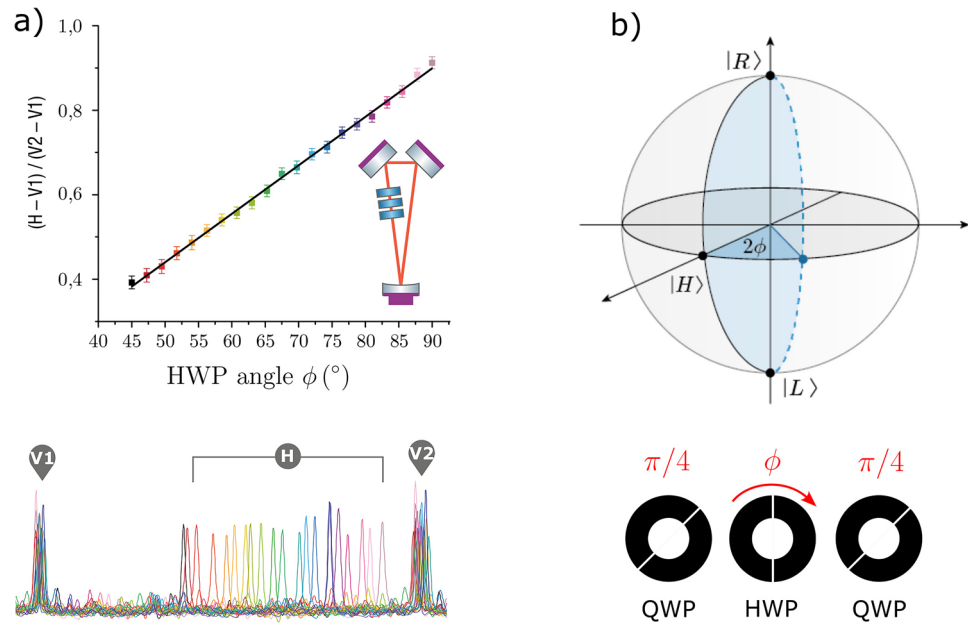 a)
(H – V1) / (V2 – V1)
1,0
0,8
0,6
0,4
40 45 50 55 60 65 70 75 80 85 90
HWP angle ϕ (°)
V1
H
V2
b)
|R⟩
2ϕ
|H⟩
|L⟩
π/4 ϕ π/4
QWP HWP QWP